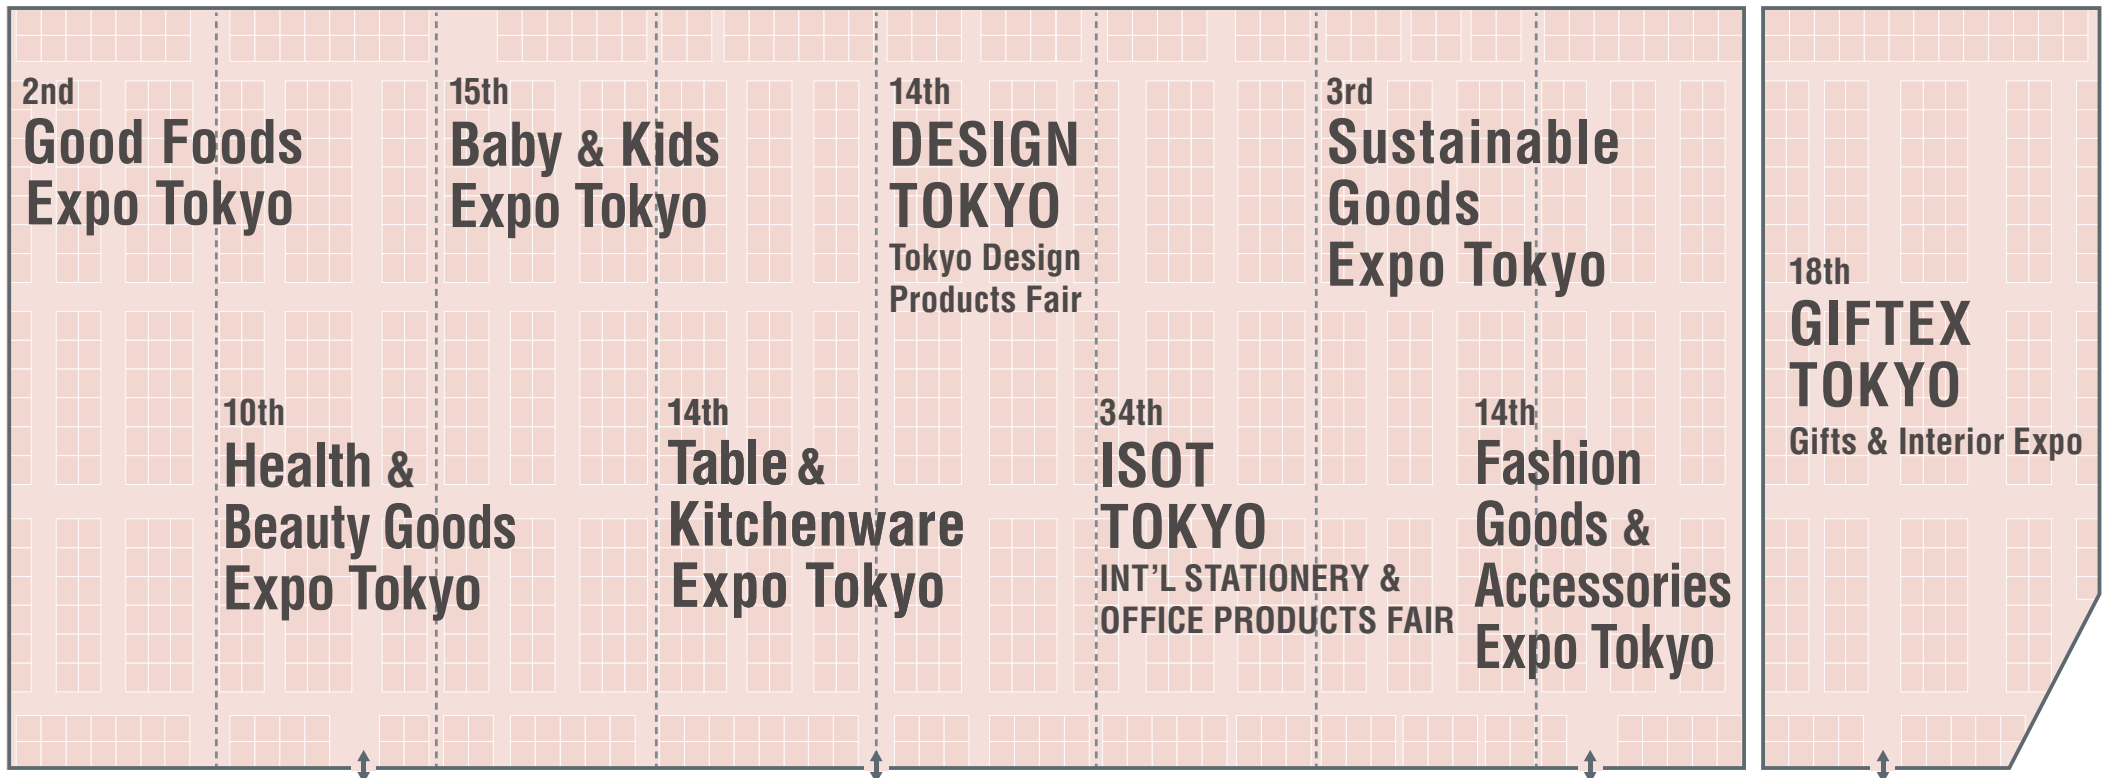 2nd
Good Foods
Expo Tokyo
10th
Health &
Beauty Goods
Expo Tokyo
15th
Baby & Kids
Expo Tokyo
14th
Table &
Kitchenware
Expo Tokyo
14th
DESIGN
TOKYO
Tokyo Design
Products Fair
34th
ISOT
TOKYO
INT’L STATIONERY &
OFFICE PRODUCTS FAIR
3rd
Sustainable
Goods
Expo Tokyo
14th
Fashion
Goods &
Accessories
Expo Tokyo
18th
GIFTEX
TOKYO
Gifts & Interior Expo